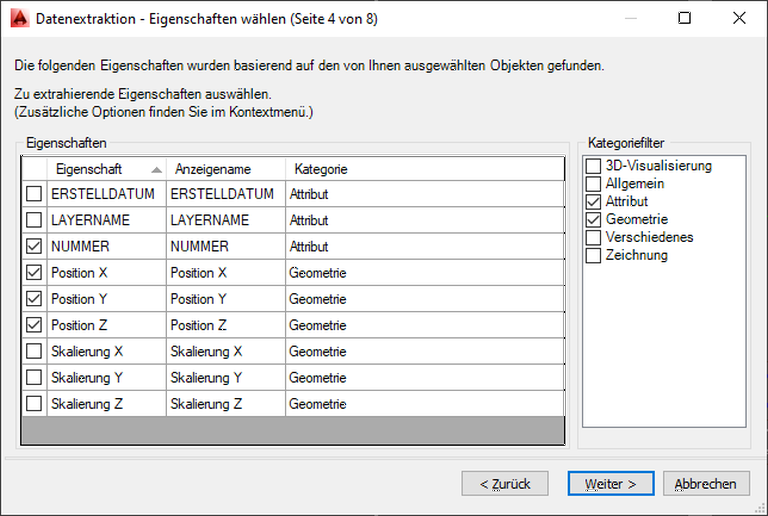 Datenextraktion - Eigenschaften wählen (Seite 4 von 8)
Die folgenden Eigenschaften wurden basierend auf den von Ihnen ausgewählten Objekten gefunden.
Zu extrahierende Eigenschaften auswählen.
(Zusätzliche Optionen finden Sie im Kontextmenü.)
Eigenschaften
Eigenschaft Anzeigename Kategorie
ERSTELLDATUM ERSTELLDATUM Attribut
LAYERNAME LAYERNAME Attribut
NUMMER NUMMER Attribut
Position X Position X Geometrie
Position Y Position Y Geometrie
Position Z Position Z Geometrie
Skalierung X Skalierung X Geometrie
Skalierung Y Skalierung Y Geometrie
Skalierung Z Skalierung Z Geometrie
Kategoriefilter
3D-Visualisierung
Allgemein
Attribut
Geometrie
Verschiedenes
Zeichnung
< Zurück Weiter > Abbrechen